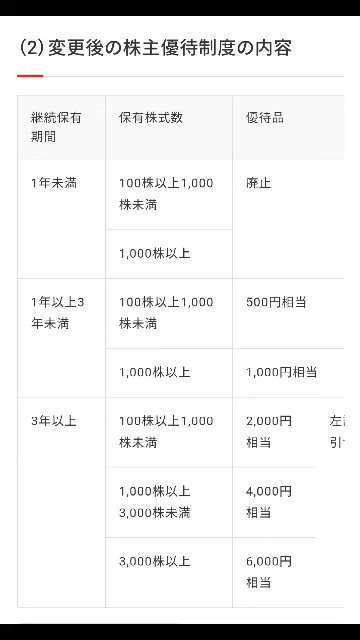 (2)変更後の株主優待制度の内容
継続保有
期間
保有株式数
優待品
1年未満
100株以上1,000
株未満
廃止
1,000株以上
1年以上3
年未満
100株以上1,000
株未満
500円相当
1,000株以上
1,000円相当
3年以上
100株以上1,000
株未満
2,000円
相当
1,000株以上
3,000株未満
4,000円
相当
3,000株以上
6,000円
相当